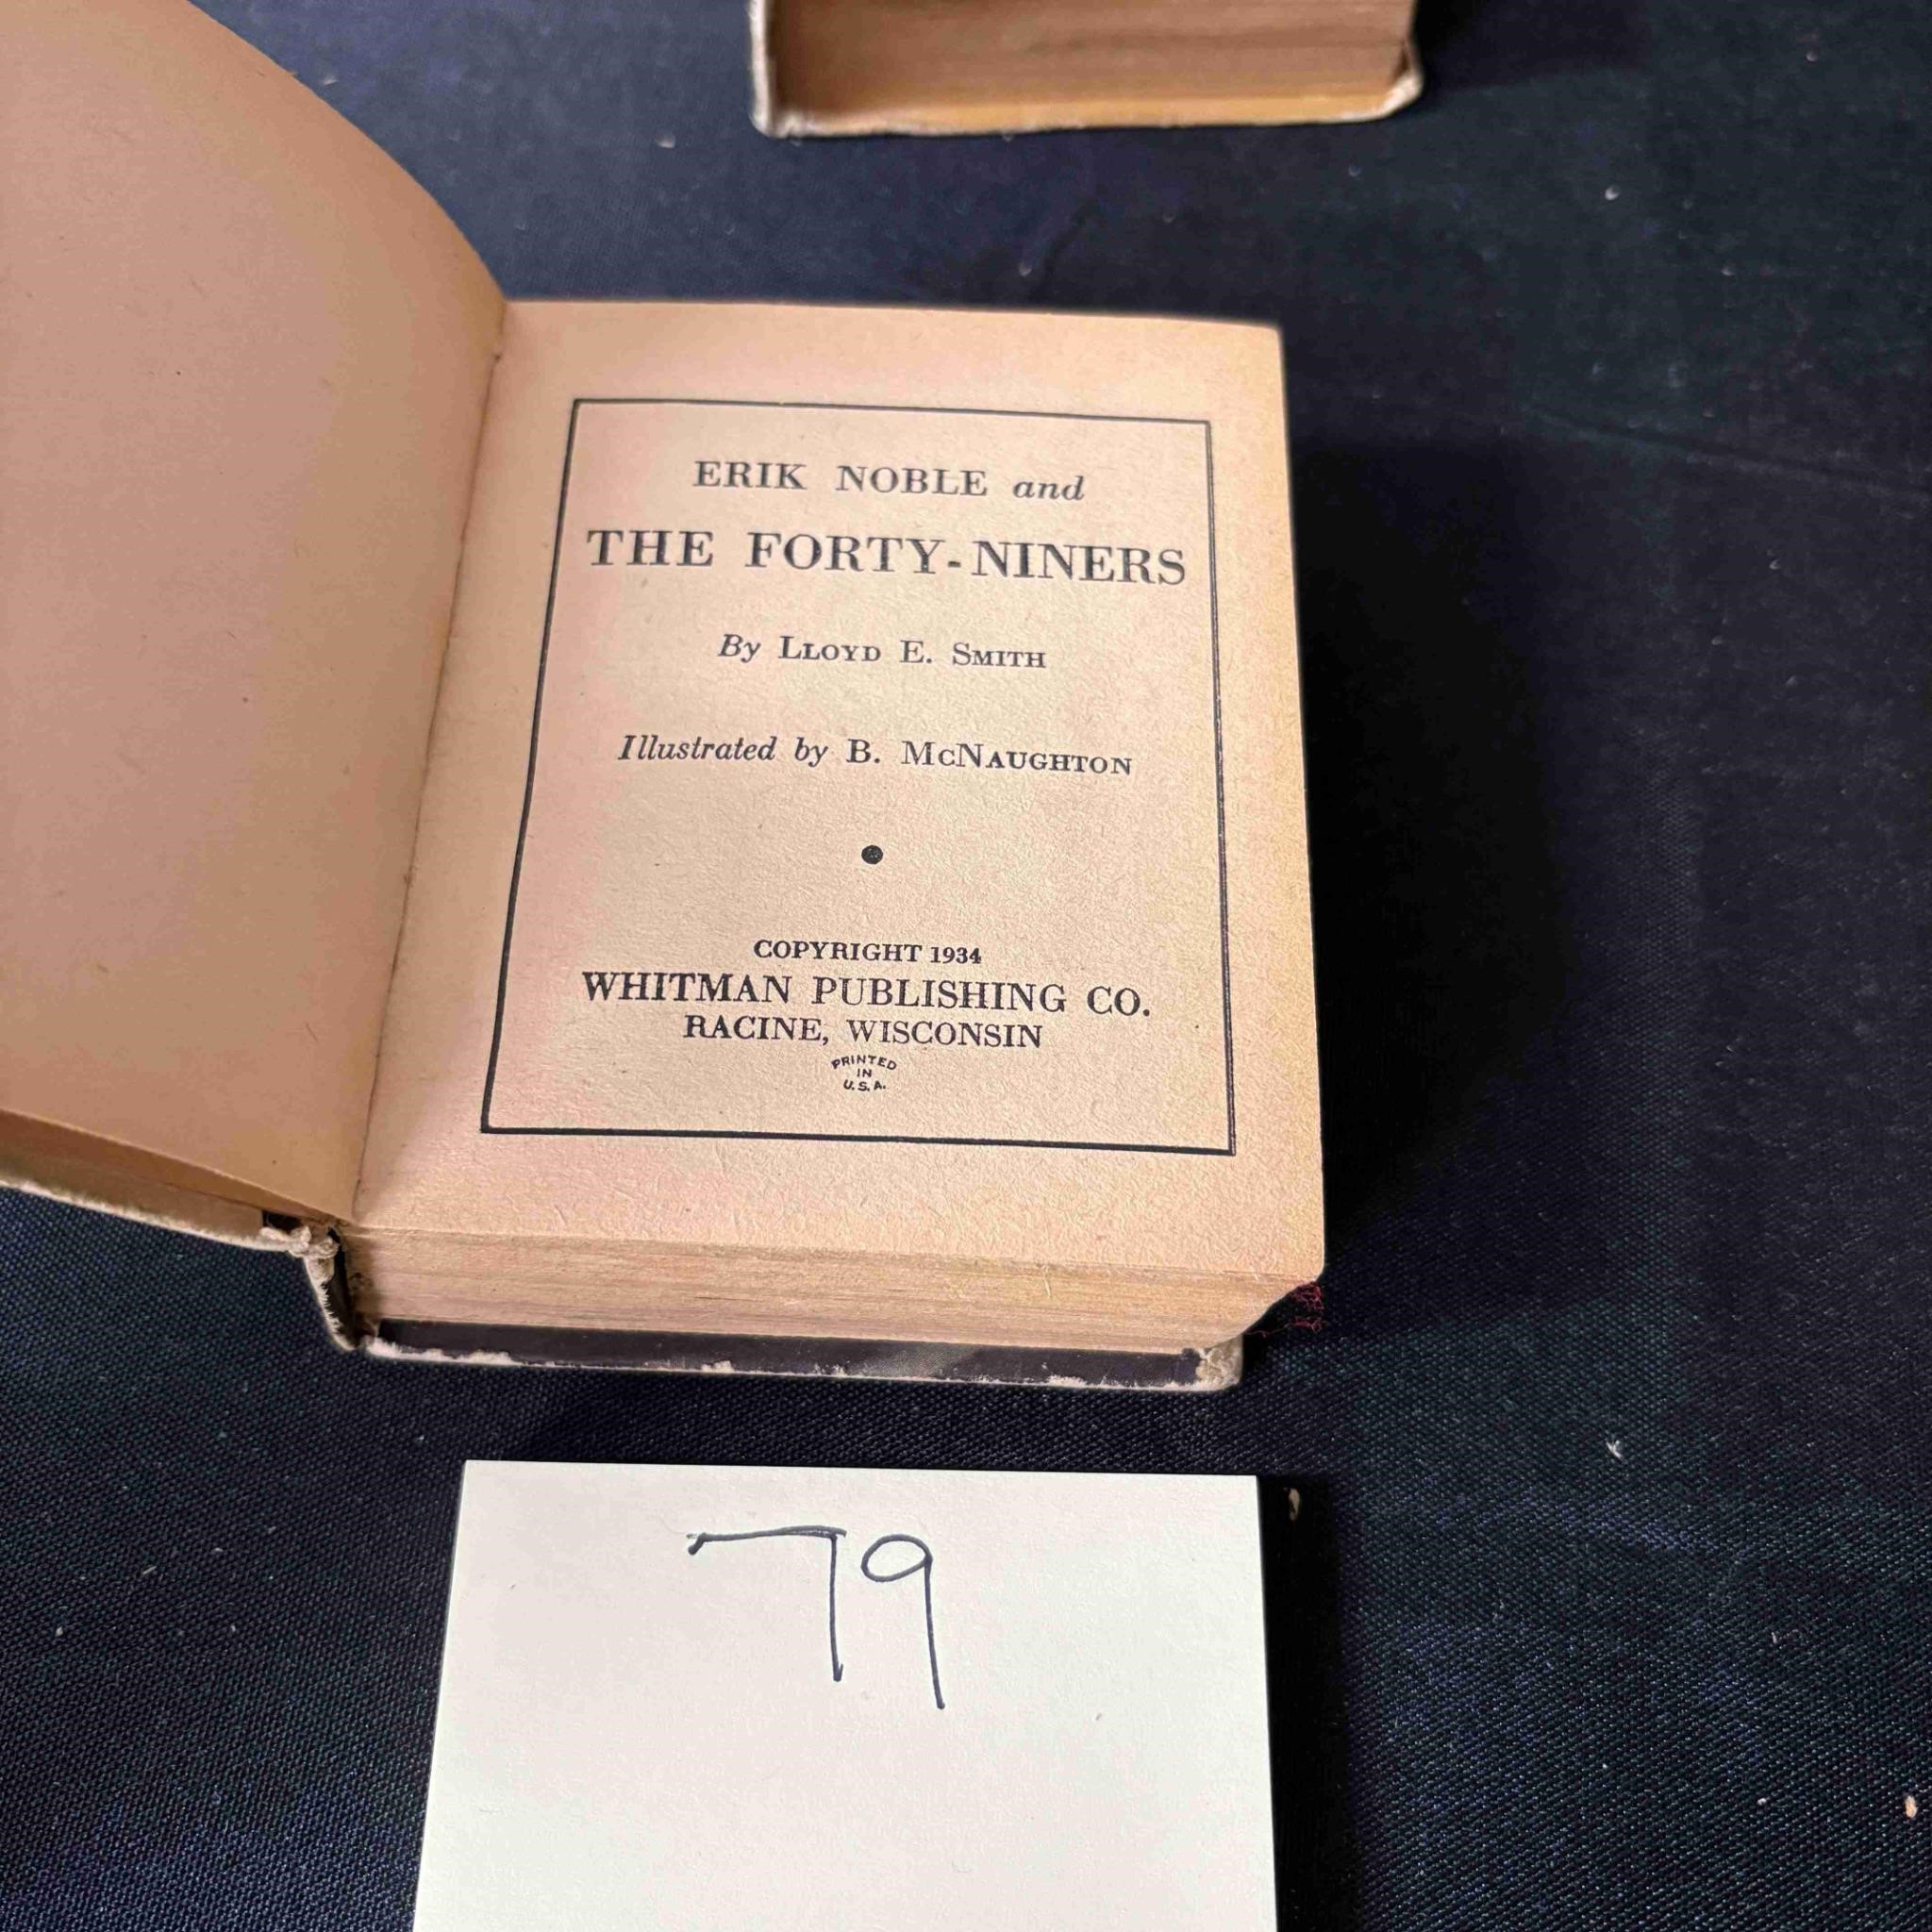 ERIK NOBLE and
THE FORTY-NINERS
By LLOYD E. SMITH
Illustrated by B. McNAUGHTON
COPYRIGHT 1934
WHITMAN PUBLISHING CO.
RACINE, WISCONSIN
PRINTED
IN
U.S.A.
79